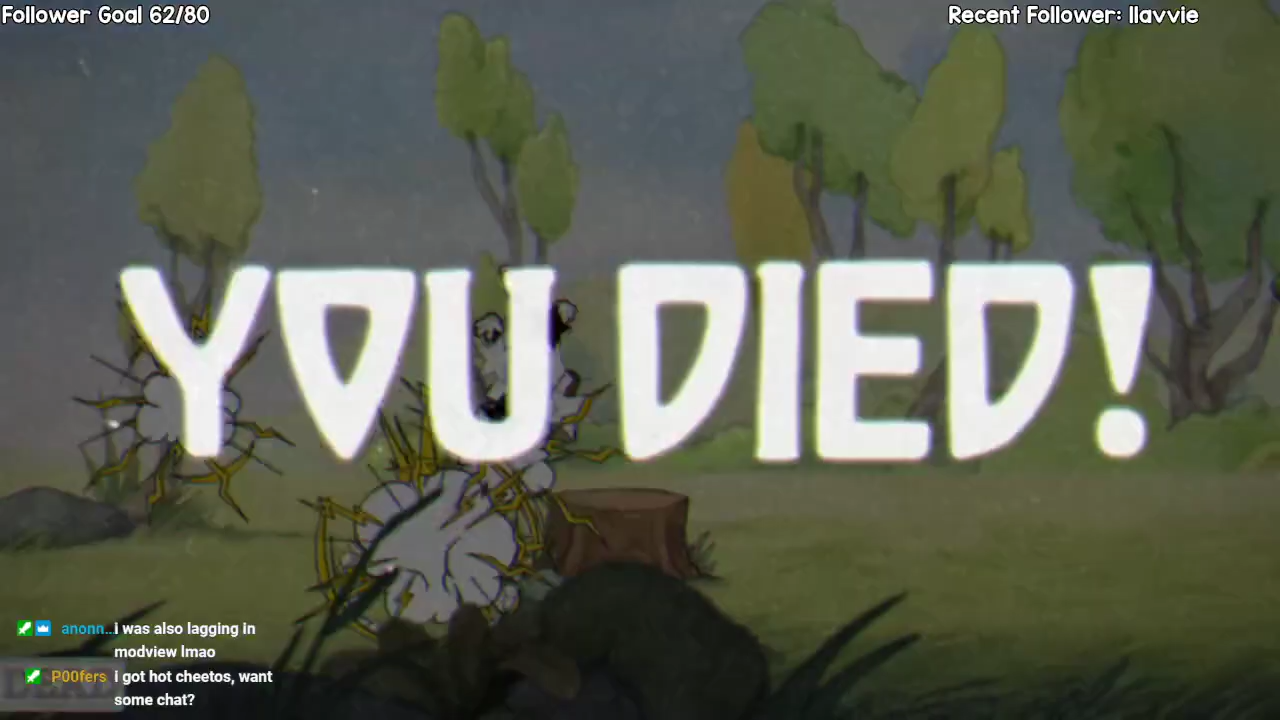 Follower Goal 62/80
Recent Follower: llavvie
YOU DIED!
anonn... i was also lagging in
modview lmao
P00fers i got hot cheetos, want
some chat?